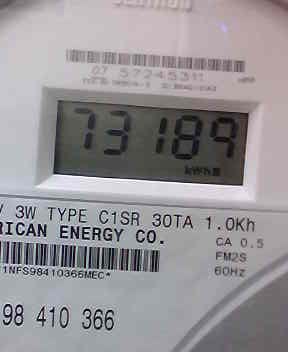 07 57245311
73189
kWh
V 3W TYPE C1SR 30TA 1.0Kh
RICAN ENERGY CO.
CA 0.5
FM2S
60Hz
1NFS98410366MEC*
98 410 366